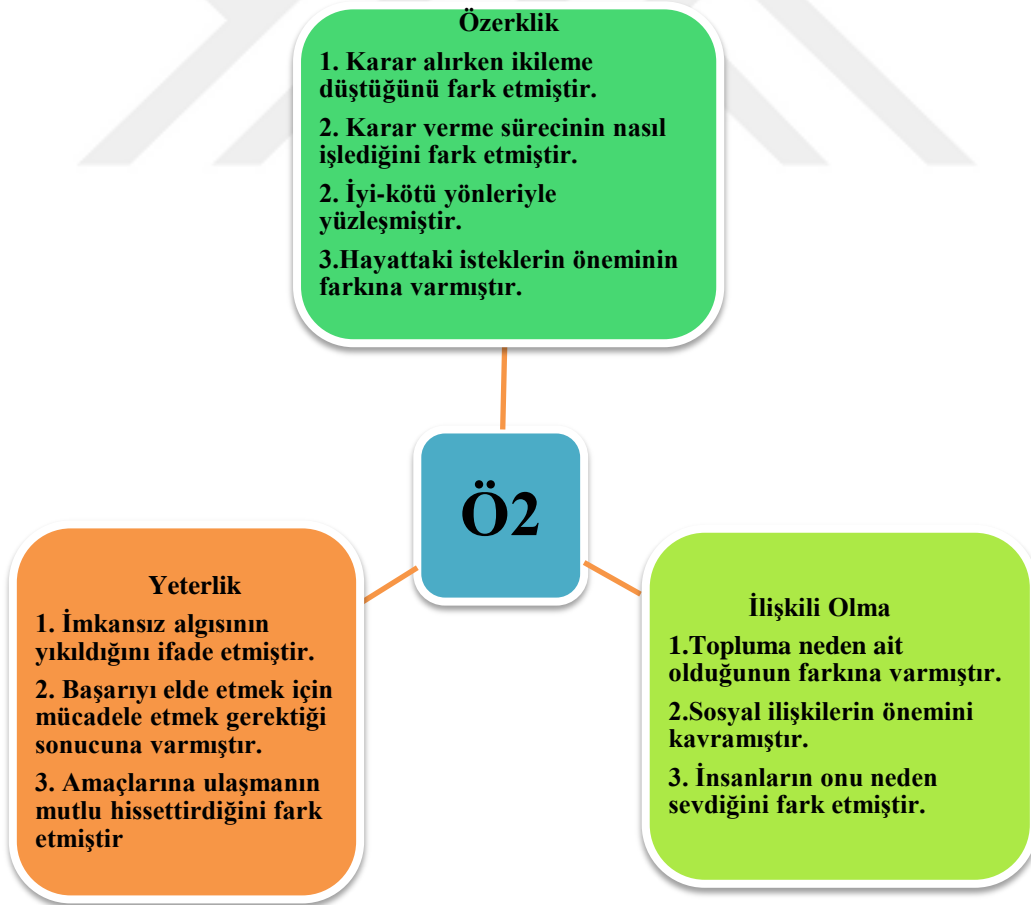 Özerklik
1. Karar alırken ikileme
düştüğünü fark etmiştir.
2. Karar verme sürecinin nasıl
işlediğini fark etmiştir.
2. İyi-kötü yönleriyle
yüzleşmiştir.
3.Hayattaki isteklerin öneminin
farkına varmıştır.
Ö2
Yeterlik
1. İmkansız algısının
yıkıldığını ifade etmiştir.
2. Başarıyı elde etmek için
mücadele etmek gerektiği
sonucuna varmıştır.
3. Amaçlarına ulaşmanın
mutlu hissettirdiğini fark
etmiştir
İlişkili Olma
1.Topluma neden ait
olduğunun farkına varmıştır.
2.Sosyal ilişkilerin önemini
kavramıştır.
3. İnsanların onu neden
sevdiğini fark etmiştir.